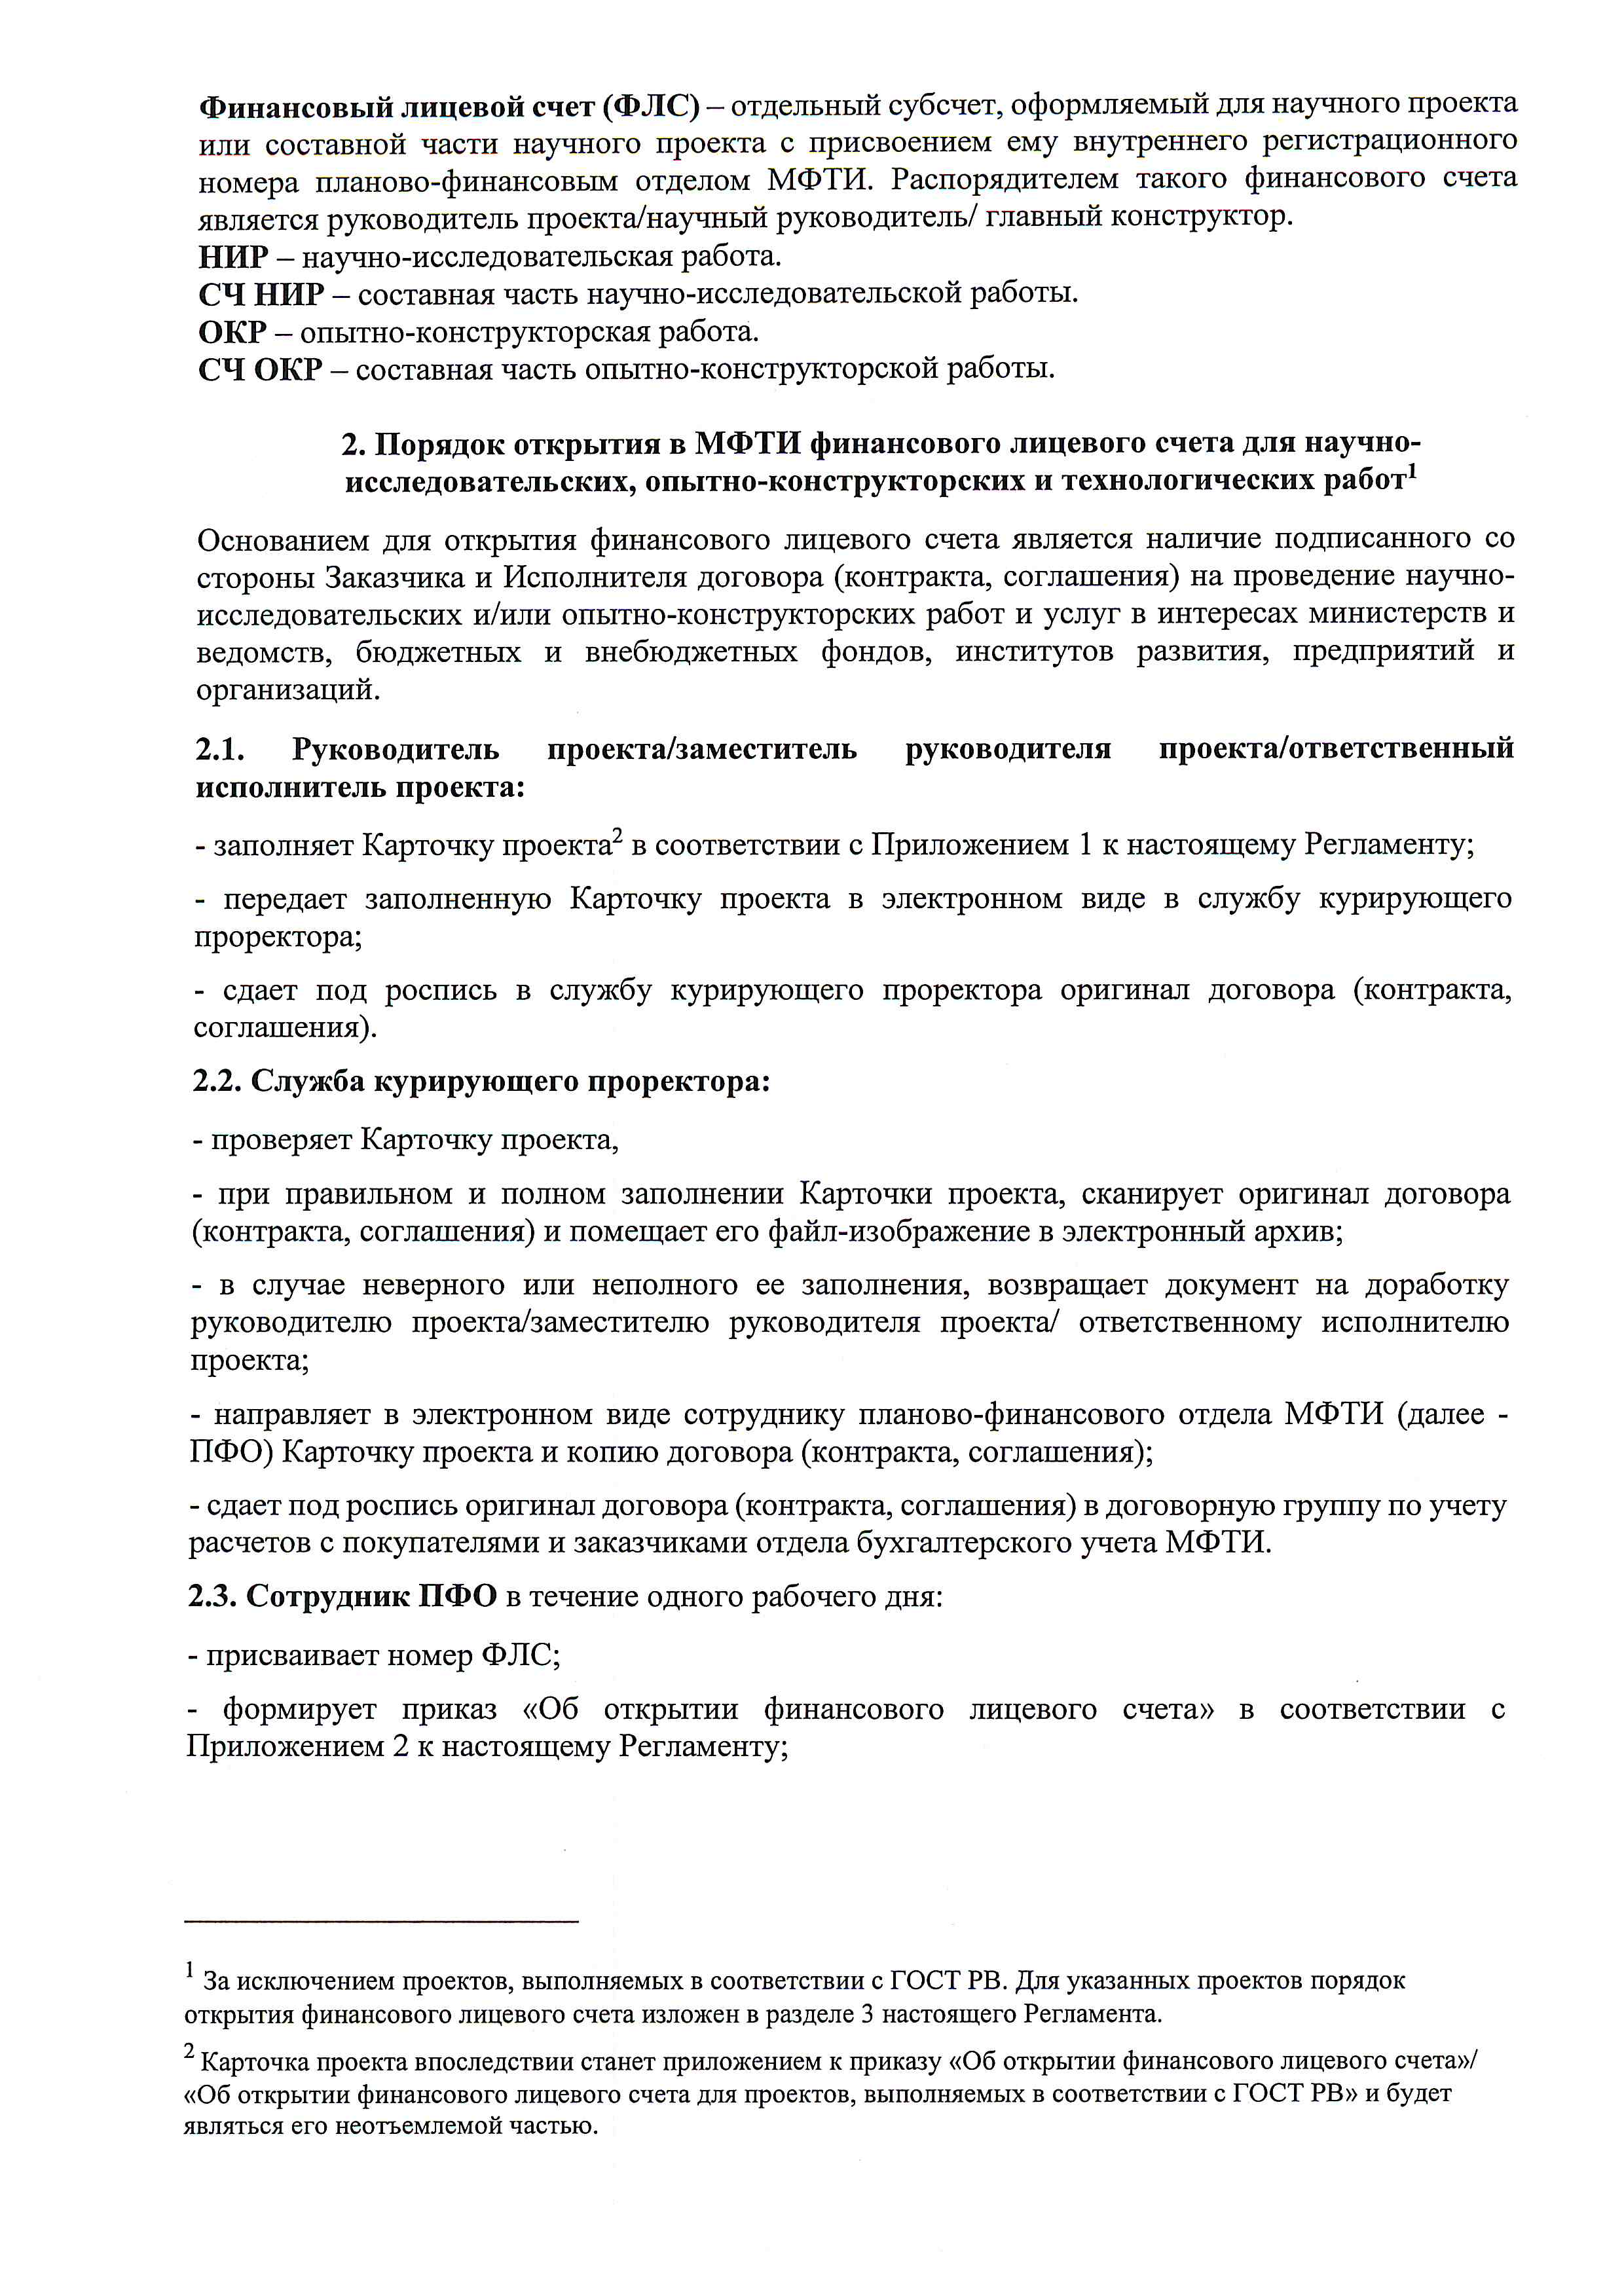 Финансовый лицевой счет (ФЛС) – отдельный субсчет, оформляемый для научного проекта
или составной части научного проекта с присвоением ему внутреннего регистрационного
номера планово-финансовым отделом МФТИ. Распорядителем такого финансового счета
является руководитель проекта/научный руководитель/ главный конструктор.
НИР – научно-исследовательская работа.
СЧ НИР – составная часть научно-исследовательской работы.
ОКР – опытно-конструкторская работа.
СЧ ОКР – составная часть опытно-конструкторской работы.
2. Порядок открытия в МФТИ финансового лицевого счета для научно-
исследовательских, опытно-конструкторских и технологических работ¹
Основанием для открытия финансового лицевого счета является наличие подписанного со
стороны Заказчика и Исполнителя договора (контракта, соглашения) на проведение научно-
исследовательских и/или опытно-конструкторских работ и услуг в интересах министерств и
ведомств, бюджетных и внебюджетных фондов, институтов развития, предприятий и
организаций.
2.1. Руководитель проекта/заместитель руководителя проекта/ответственный
исполнитель проекта:
- заполняет Карточку проекта² в соответствии с Приложением 1 к настоящему Регламенту;
- передает заполненную Карточку проекта в электронном виде в службу курирующего
проректора;
- сдает под роспись в службу курирующего проректора оригинал договора (контракта,
соглашения).
2.2. Служба курирующего проректора:
- проверяет Карточку проекта,
- при правильном и полном заполнении Карточки проекта, сканирует оригинал договора
(контракта, соглашения) и помещает его файл-изображение в электронный архив;
- в случае неверного или неполного ее заполнения, возвращает документ на доработку
руководителю проекта/заместителю руководителя проекта/ ответственному исполнителю
проекта;
- направляет в электронном виде сотруднику планово-финансового отдела МФТИ (далее -
ПФО) Карточку проекта и копию договора (контракта, соглашения);
- сдает под роспись оригинал договора (контракта, соглашения) в договорную группу по учету
расчетов с покупателями и заказчиками отдела бухгалтерского учета МФТИ.
2.3. Сотрудник ПФО в течение одного рабочего дня:
- присваивает номер ФЛС;
- формирует приказ «Об открытии финансового лицевого счета» в соответствии с
Приложением 2 к настоящему Регламенту;
¹ За исключением проектов, выполняемых в соответствии с ГОСТ РВ. Для указанных проектов порядок
открытия финансового лицевого счета изложен в разделе 3 настоящего Регламента.
² Карточка проекта впоследствии станет приложением к приказу «Об открытии финансового лицевого счета»/
«Об открытии финансового лицевого счета для проектов, выполняемых в соответствии с ГОСТ РВ» и будет
являться его неотъемлемой частью.